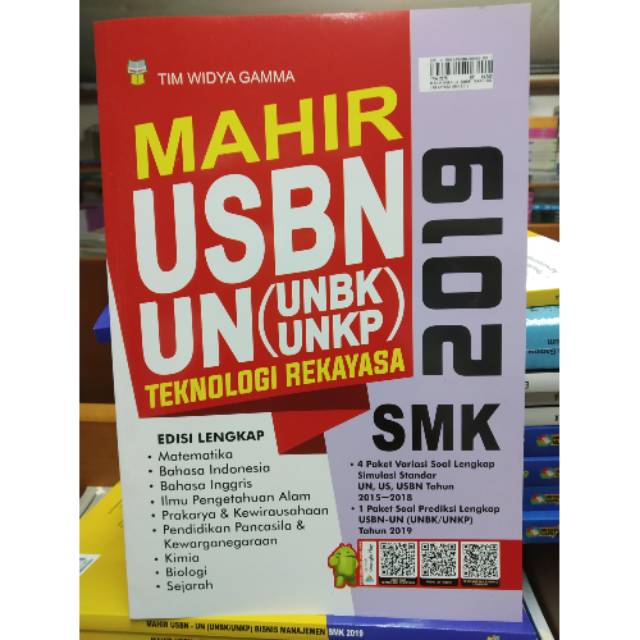 TIM WIDYA GAMMA
MAHIR
USBN
UN (UNBK
UNKP)
TEKNOLOGI REKAYASA
2019
SMK
EDISI LENGKAP
• Matematika
• Bahasa Indonesia
• Bahasa Inggris
• Ilmu Pengetahuan Alam
• Prakarya & Kewirausahaan
• Pendidikan Pancasila &
Kewarganegaraan
• Kimia
• Biologi
• Sejarah
• 4 Paket Variasi Soal Lengkap
Simulasi Standar
UN, US, USBN Tahun
2015–2018
• 1 Paket Soal Prediksi Lengkap
USBN-UN (UNBK/UNKP)
Tahun 2019
MAHIR USBN - UN (UNBK/UNKP) BISNIS MANAJEMEN SMK 2019